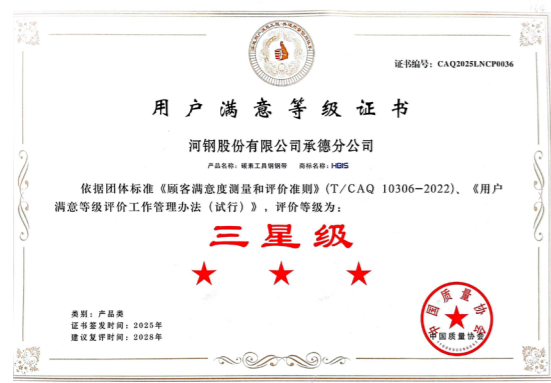 证书编号：CAQ2025LNCP0036
用户满意等级证书
河钢股份有限公司承德分公司
产品名称：碳素工具钢钢带 商标名称：HBIS
依据团体标准《顾客满意度测量和评价准则》(T/CAQ 10306—2022)、《用户
满意等级评价工作管理办法（试行）》，评价等级为：
三星级
类别：产品类
证书签发时间：2025年
建议复评时间：2028年
中国质量协会
中国质量协会